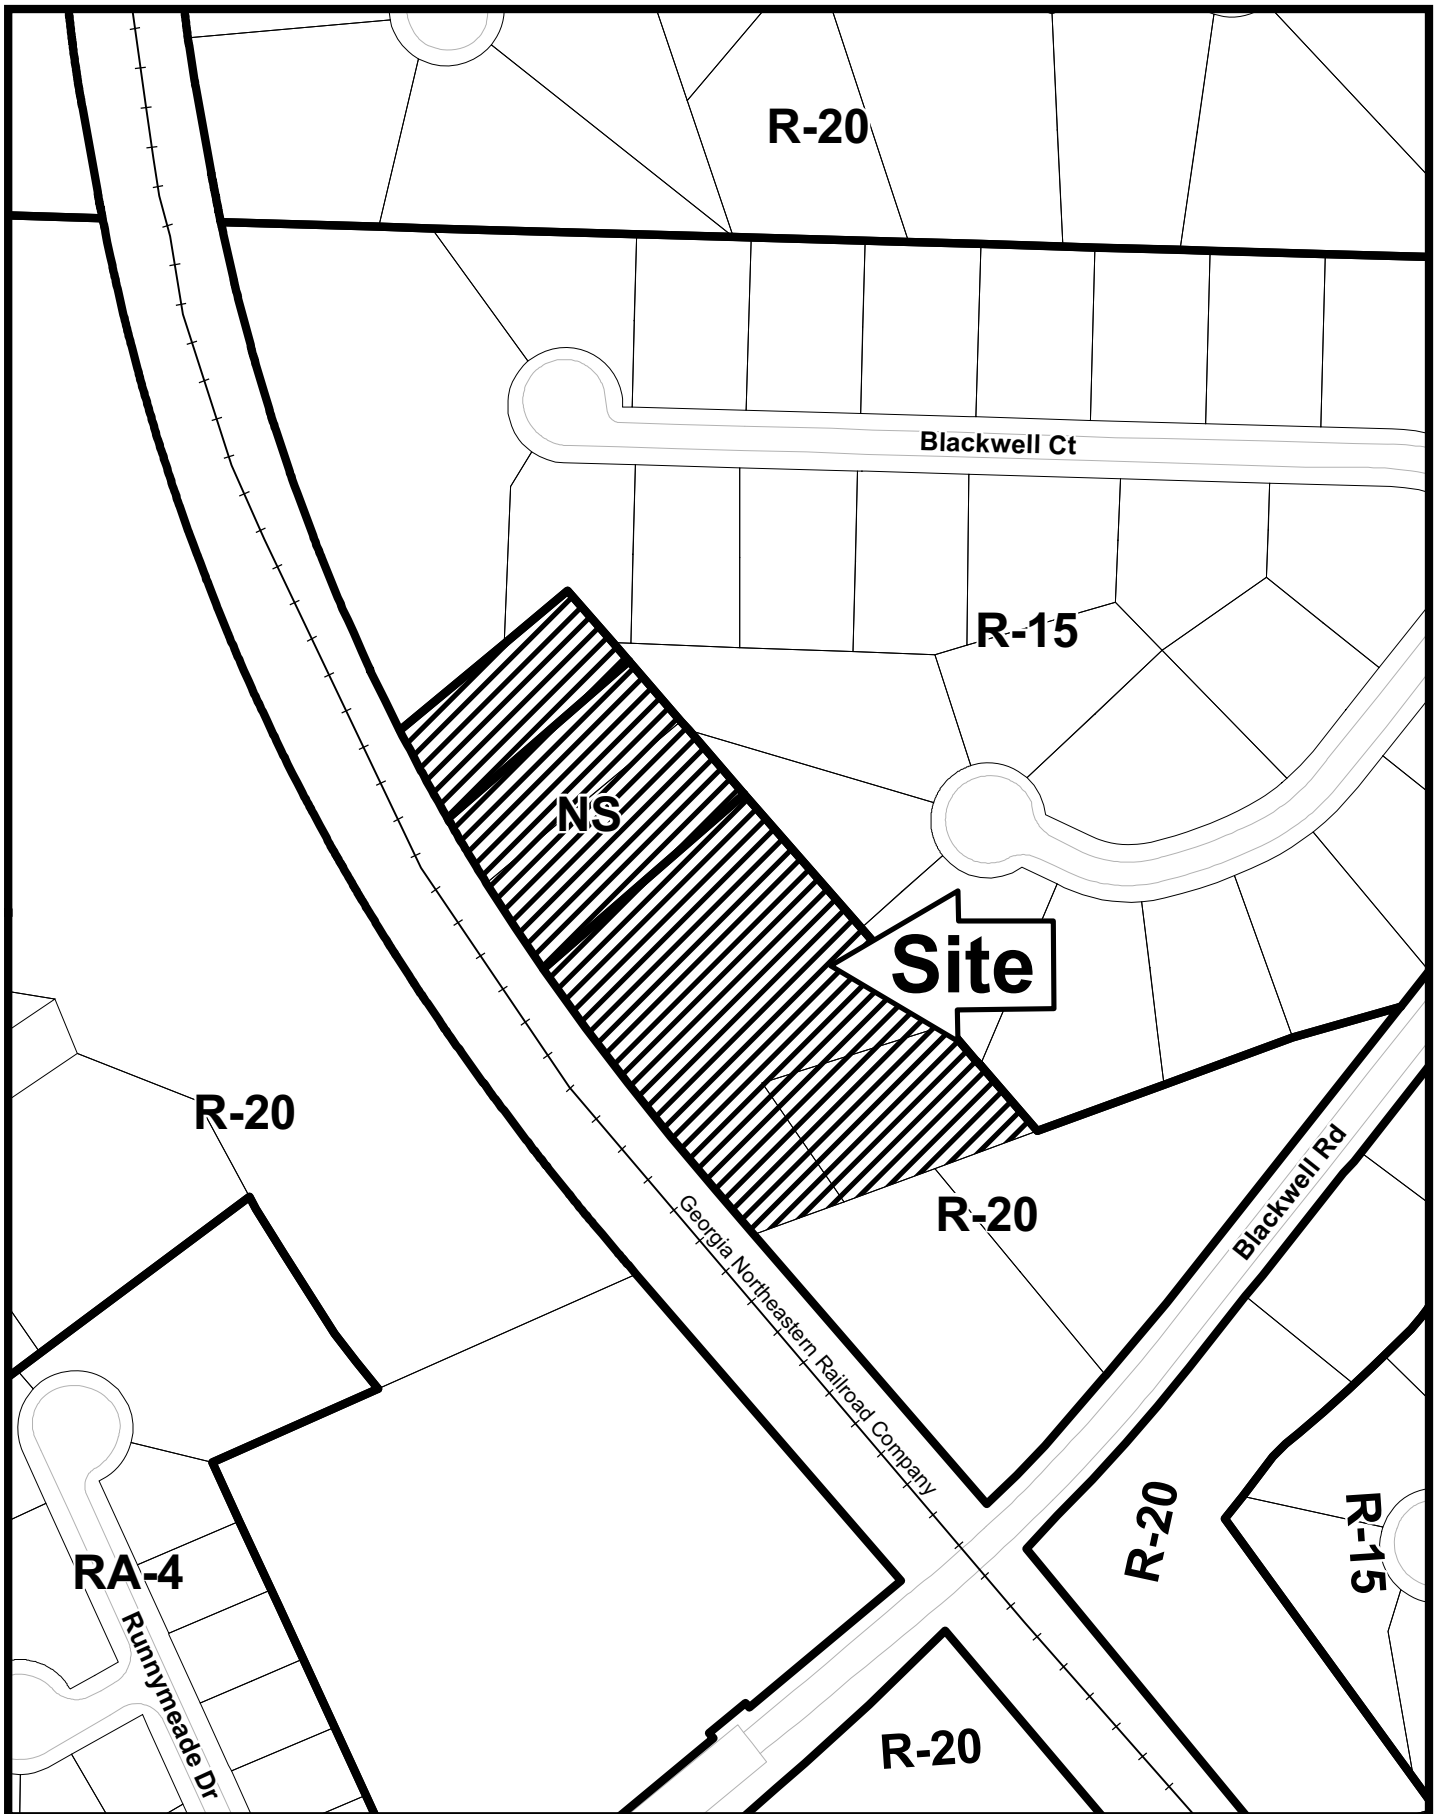 R-20
Blackwell Ct
R-15
NS
Site
R-20
R-20
Blackwell Rd
Georgia Northeastern Railroad Company
R-20
R-15
RA-4
Runnymeade Dr
R-20